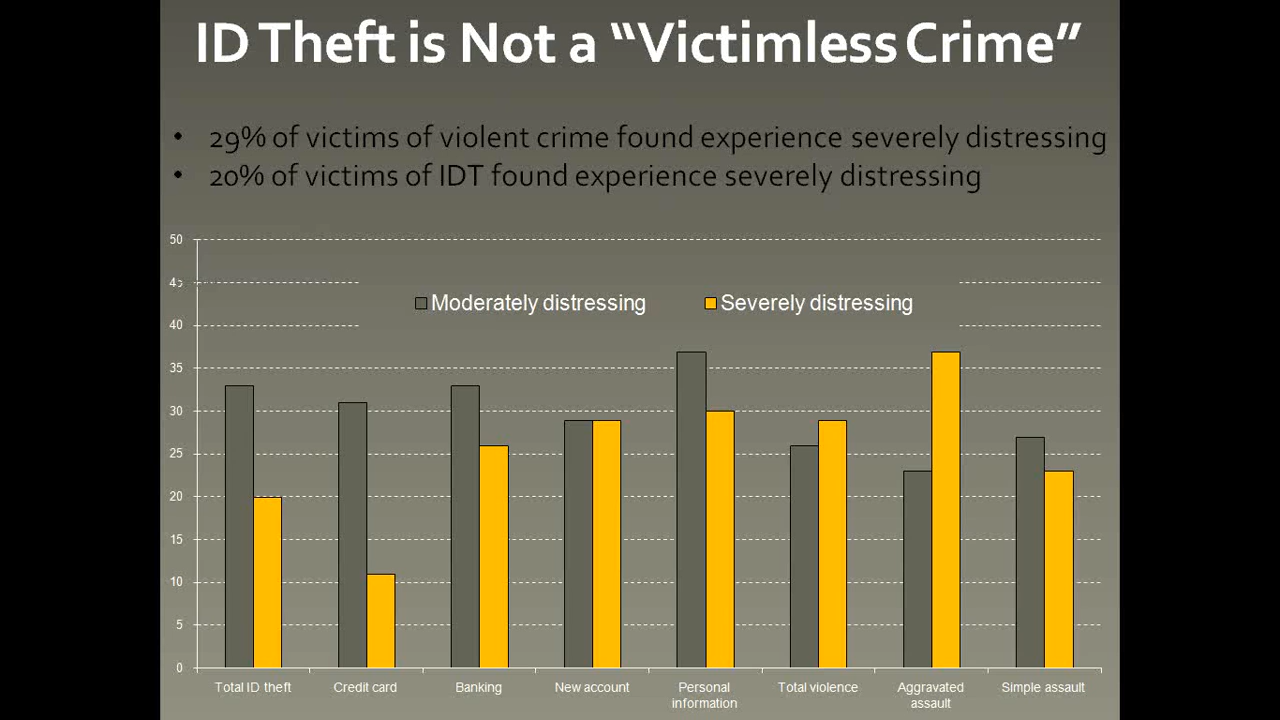 ID Theft is Not a “Victimless Crime”
• 29% of victims of violent crime found experience severely distressing
• 20% of victims of IDT found experience severely distressing
50
45
40
35
30
25
20
15
10
5
0
Moderately distressing
Severely distressing
Total ID theft
Credit card
Banking
New account
Personal
information
Total violence
Aggravated
assault
Simple assault